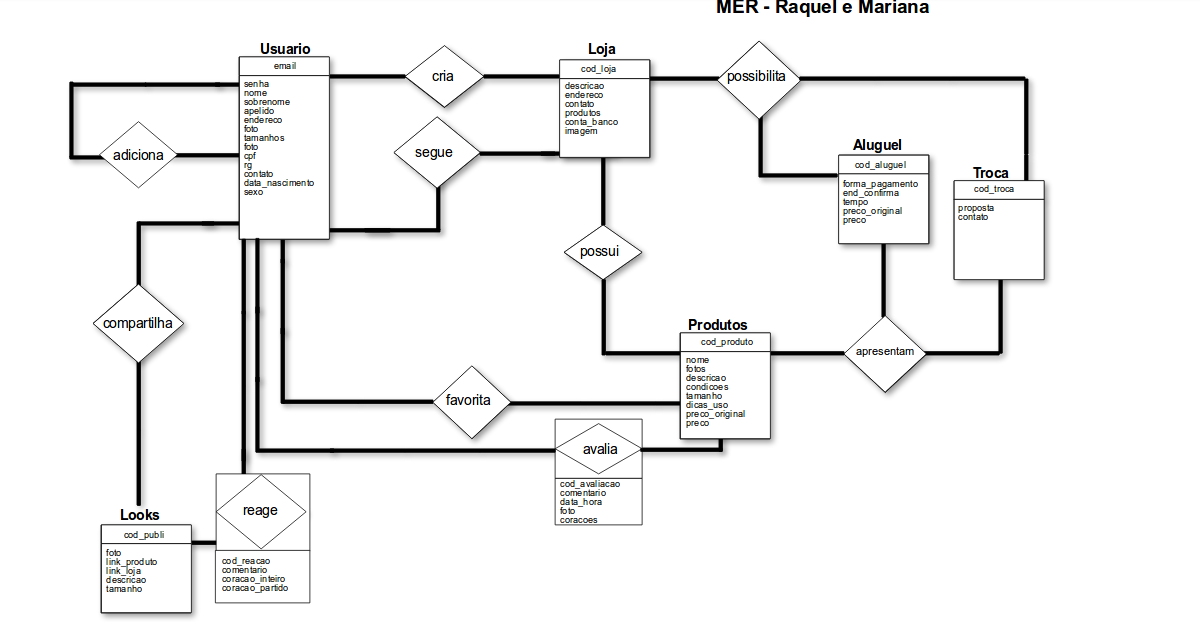 MER - Raquel e Mariana
Usuario
email
senha
nome
sobrenome
apelido
endereco
foto
tamanhos
foto
cpf
rg
contato
data_nascimento
sexo
adiciona
cria
segue
Loja
cod_loja
descricao
endereco
contato
produtos
conta_banco
imagem
possibilita
Aluguel
cod_aluguel
forma_pagamento
end_confirma
tempo
preco_original
preco
Troca
cod_troca
proposta
contato
possui
compartilha
Produtos
cod_produto
nome
fotos
descricao
condicoes
tamanho
dicas_uso
preco_original
preco
apresentam
favorita
avalia
cod_avaliacao
comentario
data_hora
foto
coracoes
Looks
cod_publi
foto
link_produto
link_loja
descricao
tamanho
reage
cod_reacao
comentario
coracao_inteiro
coracao_partido